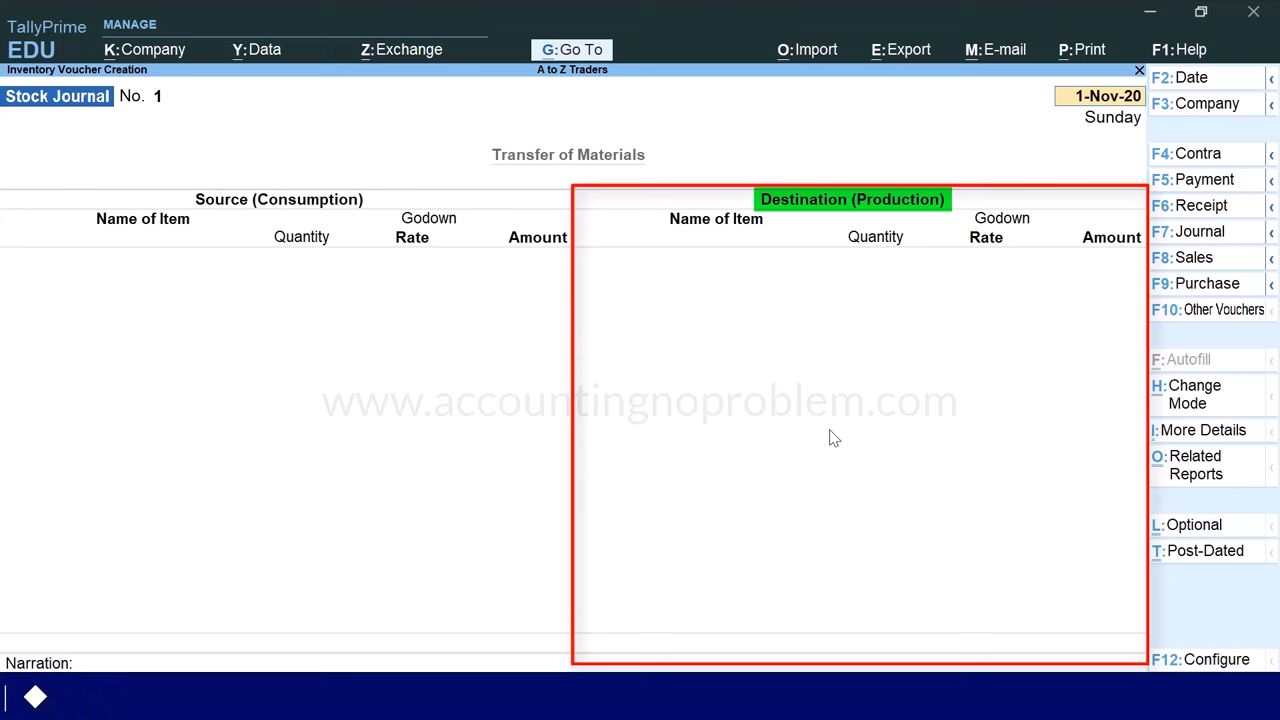 TallyPrime
EDU
MANAGE
K:Company Y:Data Z:Exchange G:Go To O:Import E:Export M:E-mail P:Print F1:Help
Inventory Voucher Creation A to Z Traders
Stock Journal No. 1 1-Nov-20
Sunday
Transfer of Materials
Source (Consumption) Destination (Production)
Name of Item Godown Name of Item Godown
Quantity Rate Amount Quantity Rate Amount
www.accountingnoproblem.com
Narration:
F2:Date
F3:Company
F4:Contra
F5:Payment
F6:Receipt
F7:Journal
F8:Sales
F9:Purchase
F10:Other Vouchers
F:Autofill
H:Change
Mode
I:More Details
O:Related
Reports
L:Optional
T:Post-Dated
F12:Configure